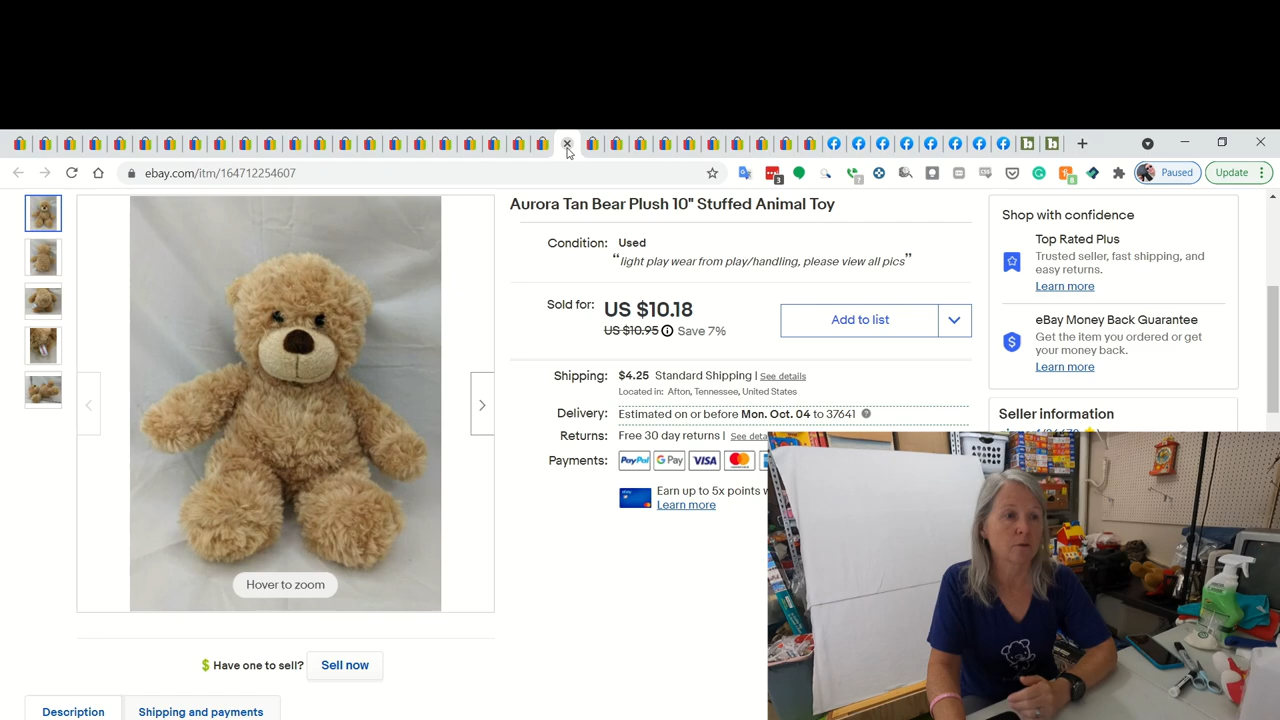 ebay.com/itm/164712254607
Paused
Update
Aurora Tan Bear Plush 10" Stuffed Animal Toy
Condition: Used
“light play wear from play/handling, please view all pics”
Sold for: US $10.18
US $10.95 Save 7%
Add to list
Shipping: $4.25 Standard Shipping | See details
Located in: Afton, Tennessee, United States
Delivery: Estimated on or before Mon. Oct. 04 to 37641
Returns: Free 30 day returns | See deta
Payments: PayPal G Pay VISA
Earn up to 5x points w
Learn more
Hover to zoom
$ Have one to sell? Sell now
Description
Shipping and payments
Shop with confidence
Top Rated Plus
Trusted seller, fast shipping, and
easy returns.
Learn more
eBay Money Back Guarantee
Get the item you ordered or get
your money back.
Learn more
Seller information